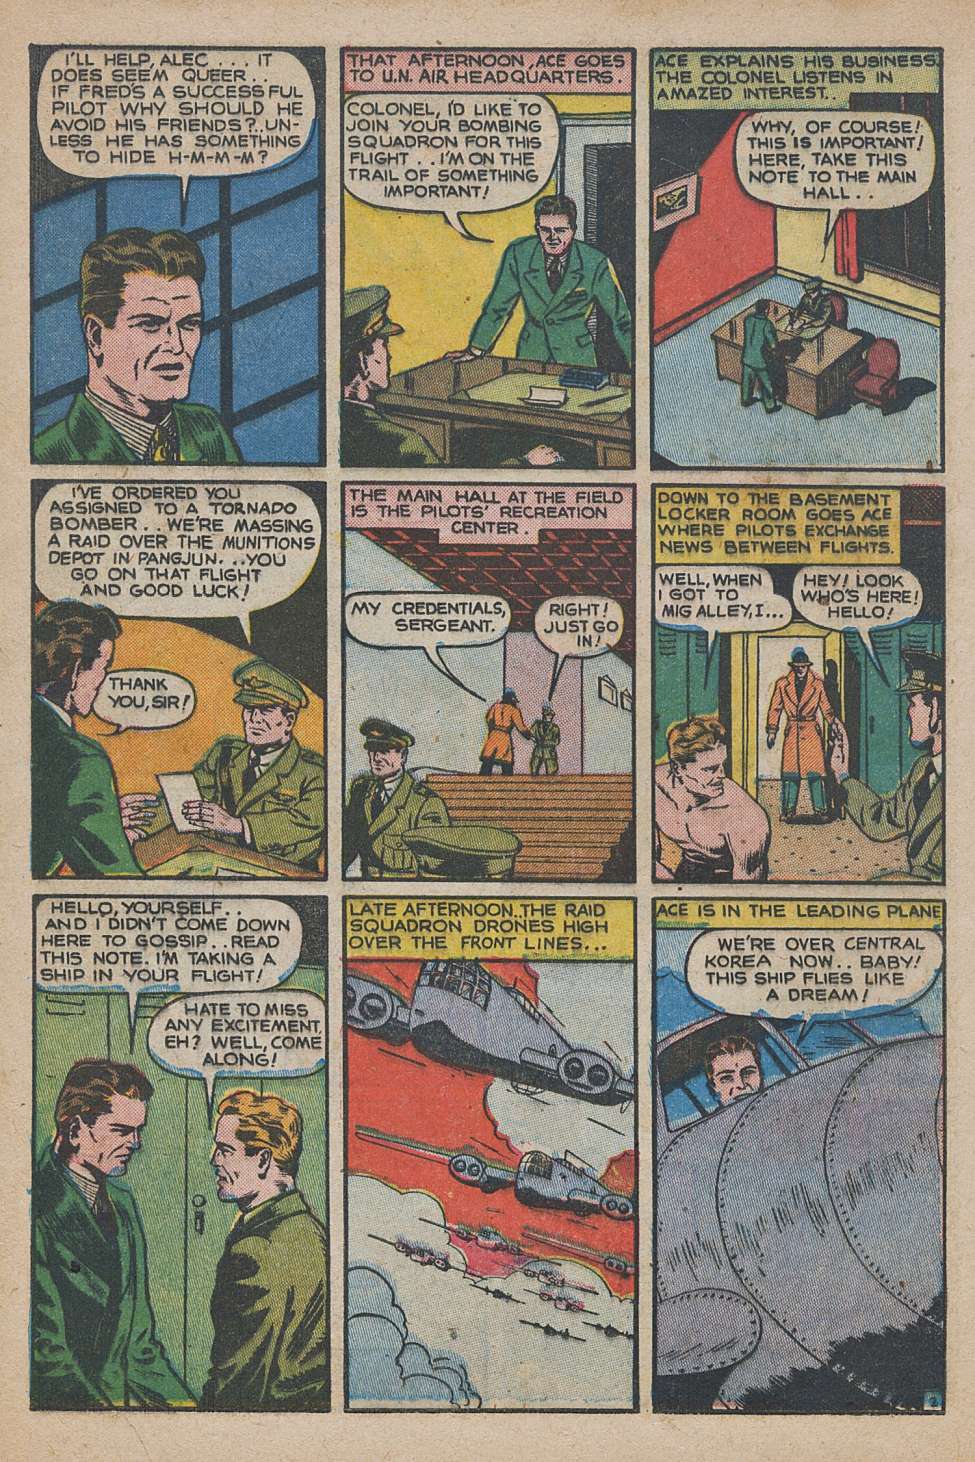 I'LL HELP, ALEC . . . IT
DOES SEEM QUEER..
IF FRED'S A SUCCESSFUL
PILOT WHY SHOULD HE
AVOID HIS FRIENDS?..UN-
LESS HE HAS SOMETHING
TO HIDE H-M-M-M?
THAT AFTERNOON, ACE GOES
TO U.N. AIR HEADQUARTERS.
COLONEL, I'D LIKE TO
JOIN YOUR BOMBING
SQUADRON FOR THIS
FLIGHT . . I'M ON THE
TRAIL OF SOMETHING
IMPORTANT!
ACE EXPLAINS HIS BUSINESS.
THE COLONEL LISTENS IN
AMAZED INTEREST..
WHY, OF COURSE!
THIS IS IMPORTANT!
HERE, TAKE THIS
NOTE TO THE MAIN
HALL . .
I'VE ORDERED YOU
ASSIGNED TO A TORNADO
BOMBER . . WE'RE MASSING
A RAID OVER THE MUNITIONS
DEPOT IN PANGJUN. . .YOU
GO ON THAT FLIGHT
AND GOOD LUCK!
THANK
YOU, SIR!
THE MAIN HALL AT THE FIELD
IS THE PILOTS' RECREATION
CENTER.
MY CREDENTIALS,
SERGEANT.
RIGHT!
JUST GO
IN!
DOWN TO THE BASEMENT
LOCKER ROOM GOES ACE
WHERE PILOTS EXCHANGE
NEWS BETWEEN FLIGHTS.
WELL, WHEN
I GOT TO
MIG ALLEY, I...
HEY! LOOK
WHO'S HERE!
HELLO!
HELLO, YOURSELF..
AND I DIDN'T COME DOWN
HERE TO GOSSIP.. READ
THIS NOTE. I'M TAKING A
SHIP IN YOUR FLIGHT!
HATE TO MISS
ANY EXCITEMENT,
EH? WELL, COME
ALONG!
LATE AFTERNOON..THE RAID
SQUADRON DRONES HIGH
OVER THE FRONT LINES...
ACE IS IN THE LEADING PLANE
WE'RE OVER CENTRAL
KOREA NOW.. BABY!
THIS SHIP FLIES LIKE
A DREAM!
2